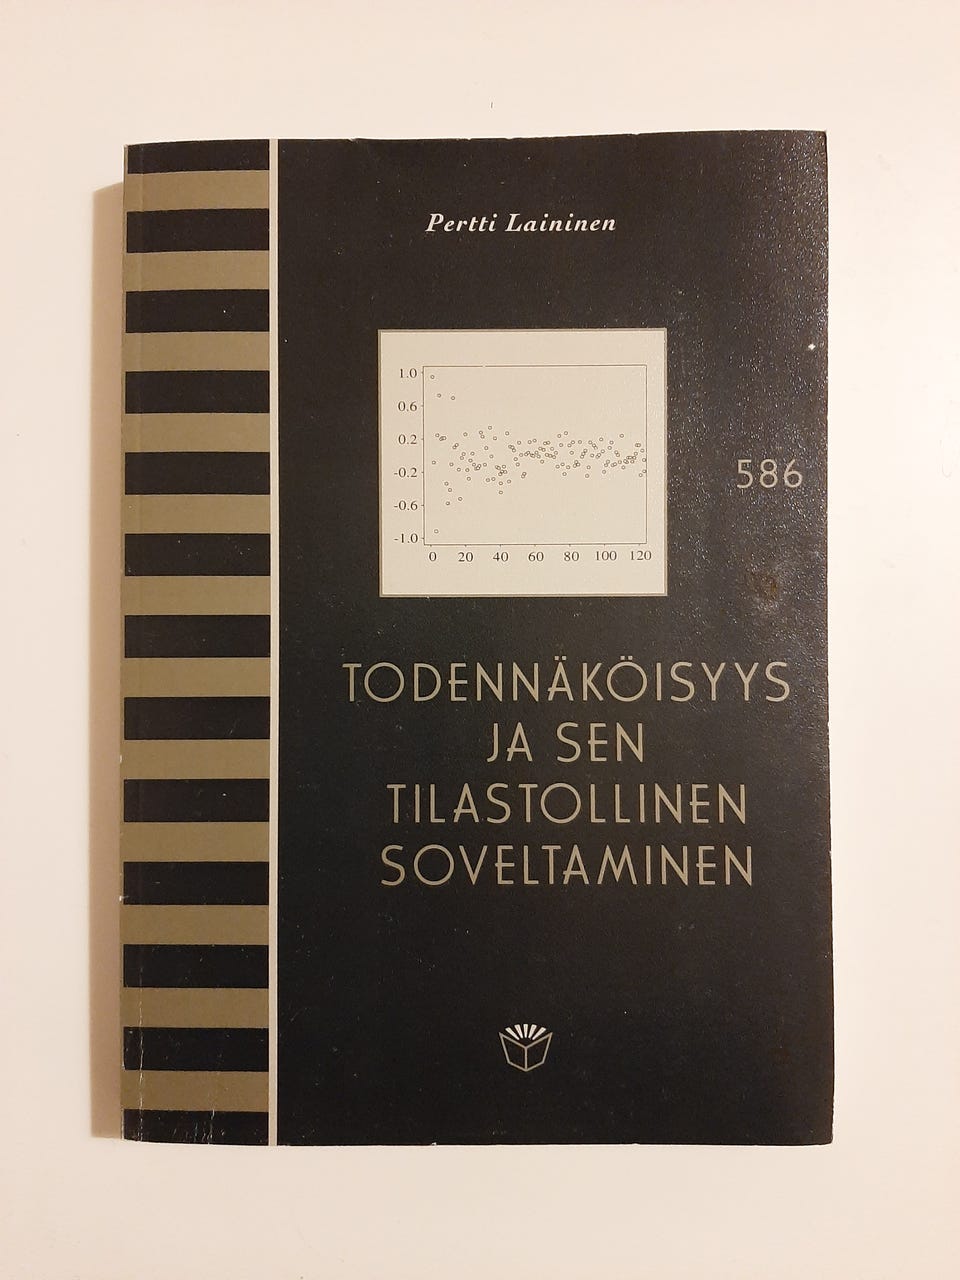 Pertti Laininen
1.0
0.6
0.2
-0.2
-0.6
-1.0
0 20 40 60 80 100 120
586
TODENNÄKÖISYYS
JA SEN
TILASTOLLINEN
SOVELTAMINEN